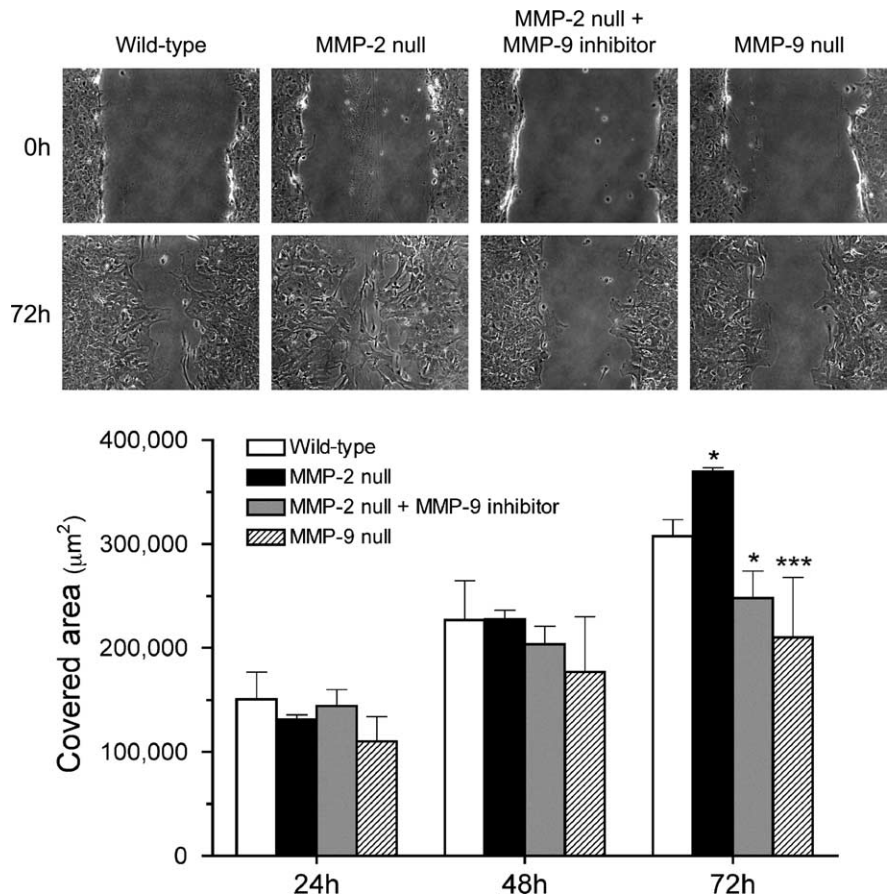 Wild-type
MMP-2 null
MMP-2 null +
MMP-9 inhibitor
MMP-9 null
0h
72h
Covered area (μm²)
400,000
300,000
200,000
100,000
0
Wild-type
MMP-2 null
MMP-2 null + MMP-9 inhibitor
MMP-9 null
*
*
***
24h
48h
72h